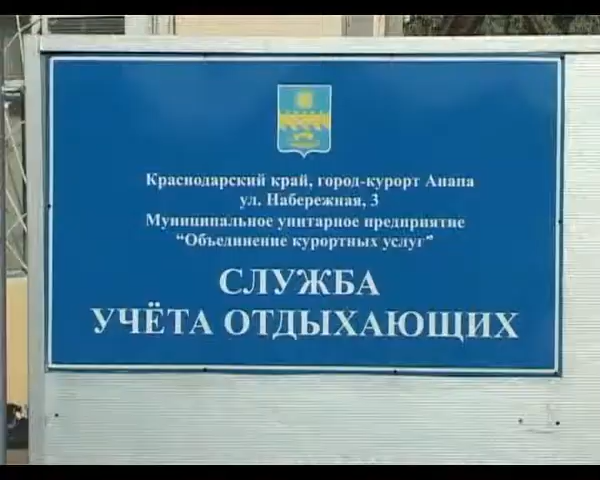 Краснодарский край, город-курорт Анапа
ул. Набережная, 3
Муниципальное унитарное предприятие
“Объединение курортных услуг”
СЛУЖБА
УЧЁТА ОТДЫХАЮЩИХ